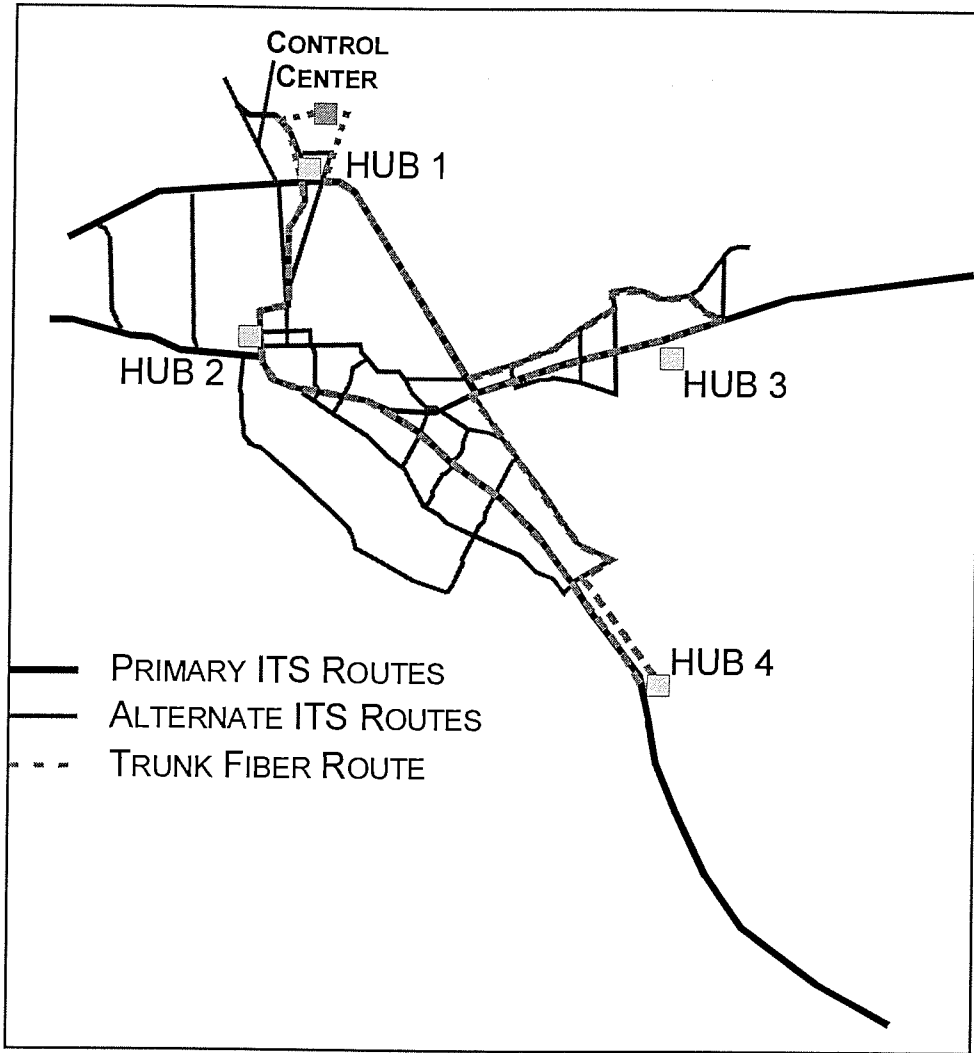 CONTROL
CENTER
HUB 1
HUB 2
HUB 3
HUB 4
PRIMARY ITS ROUTES
ALTERNATE ITS ROUTES
TRUNK FIBER ROUTE